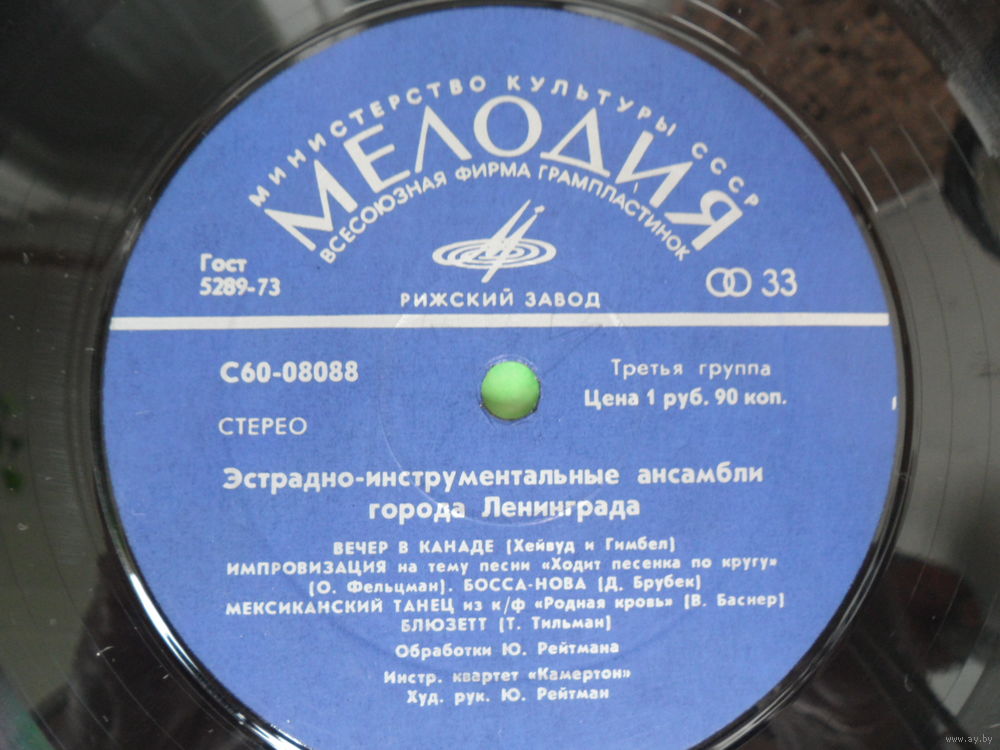 МИНИСТЕРСТВО КУЛЬТУРЫ СССР
МЕЛОДИЯ
ВСЕСОЮЗНАЯ ФИРМА ГРАМПЛАСТИНОК
Гост
5289-73
33
РИЖСКИЙ ЗАВОД
С60-08088
Третья группа
Цена 1 руб. 90 коп.
СТЕРЕО
Эстрадно-инструментальные ансамбли
города Ленинграда
ВЕЧЕР В КАНАДЕ (Хейвуд и Гимбел)
ИМПРОВИЗАЦИЯ на тему песни «Ходит песенка по кругу»
(О. Фельцман). БОССА-НОВА (Д. Брубек)
МЕКСИКАНСКИЙ ТАНЕЦ из к/ф «Родная кровь» (В. Баснер)
БЛЮЗЕТТ (Т. Тильман)
Обработки Ю. Рейтмана
Инстр. квартет «Камертон»
Худ. рук. Ю. Рейтман
www.ay.by